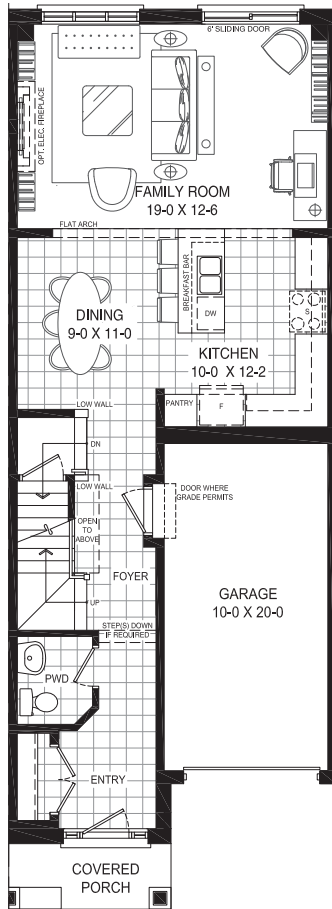 6' SLIDING DOOR
OPT. ELEC. FIREPLACE
FAMILY ROOM
19-0 X 12-6
FLAT ARCH
BREAKFAST BAR
DINING
9-0 X 11-0
DW
S
KITCHEN
10-0 X 12-2
PANTRY
F
LOW WALL
DN
LOW WALL
DOOR WHERE
GRADE PERMITS
OPEN
TO
ABOVE
FOYER
GARAGE
10-0 X 20-0
UP
STEP(S) DOWN
IF REQUIRED
PWD
ENTRY
COVERED
PORCH